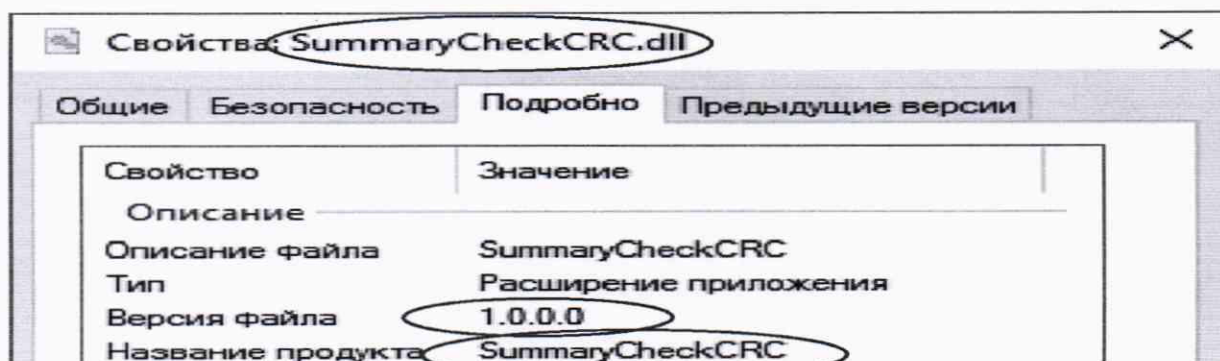 Свойства: SummaryCheckCRC.dll
Общие Безопасность Подробно Предыдущие версии
Свойство Значение
Описание
Описание файла SummaryCheckCRC
Тип Расширение приложения
Версия файла 1.0.0.0
Название продукта SummaryCheckCRC